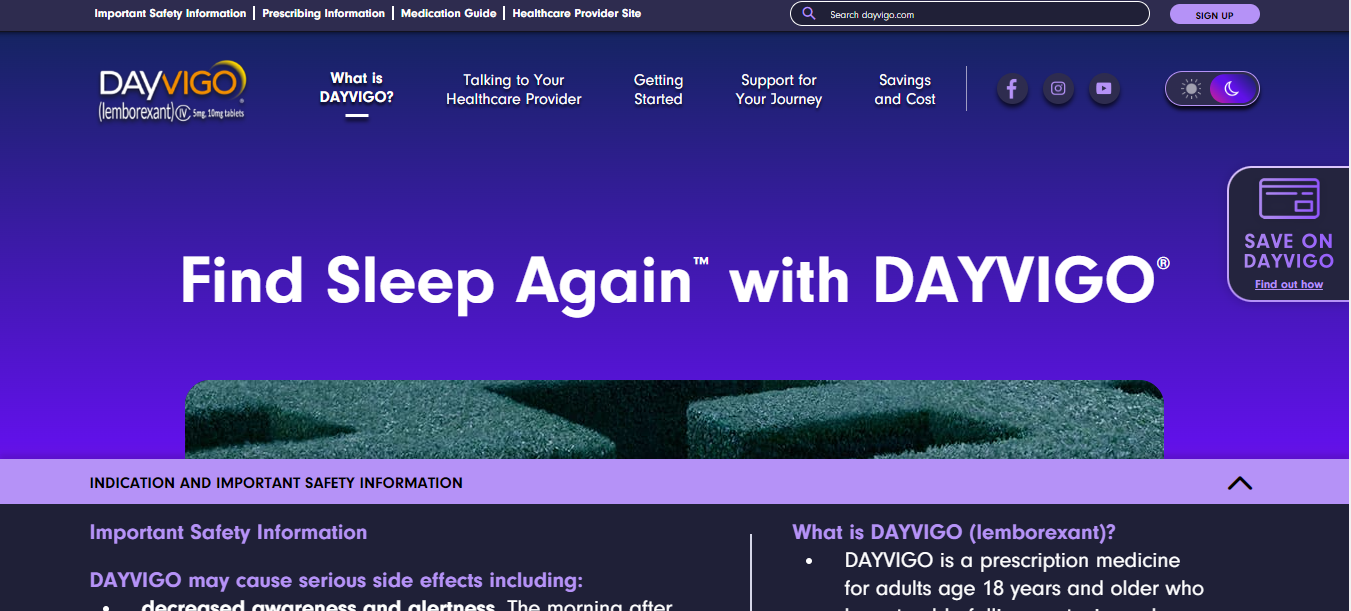 Important Safety Information | Prescribing Information | Medication Guide | Healthcare Provider Site
Search dayvigo.com
SIGN UP
DAYVIGO®
(lemborexant) IV 5mg, 10mg tablets
What is
DAYVIGO?
Talking to Your
Healthcare Provider
Getting
Started
Support for
Your Journey
Savings
and Cost
SAVE ON
DAYVIGO
Find out how
Find Sleep Again™ with DAYVIGO®
INDICATION AND IMPORTANT SAFETY INFORMATION
Important Safety Information
DAYVIGO may cause serious side effects including:
• decreased awareness and alertness. The morning after
What is DAYVIGO (lemborexant)?
• DAYVIGO is a prescription medicine
for adults age 18 years and older who